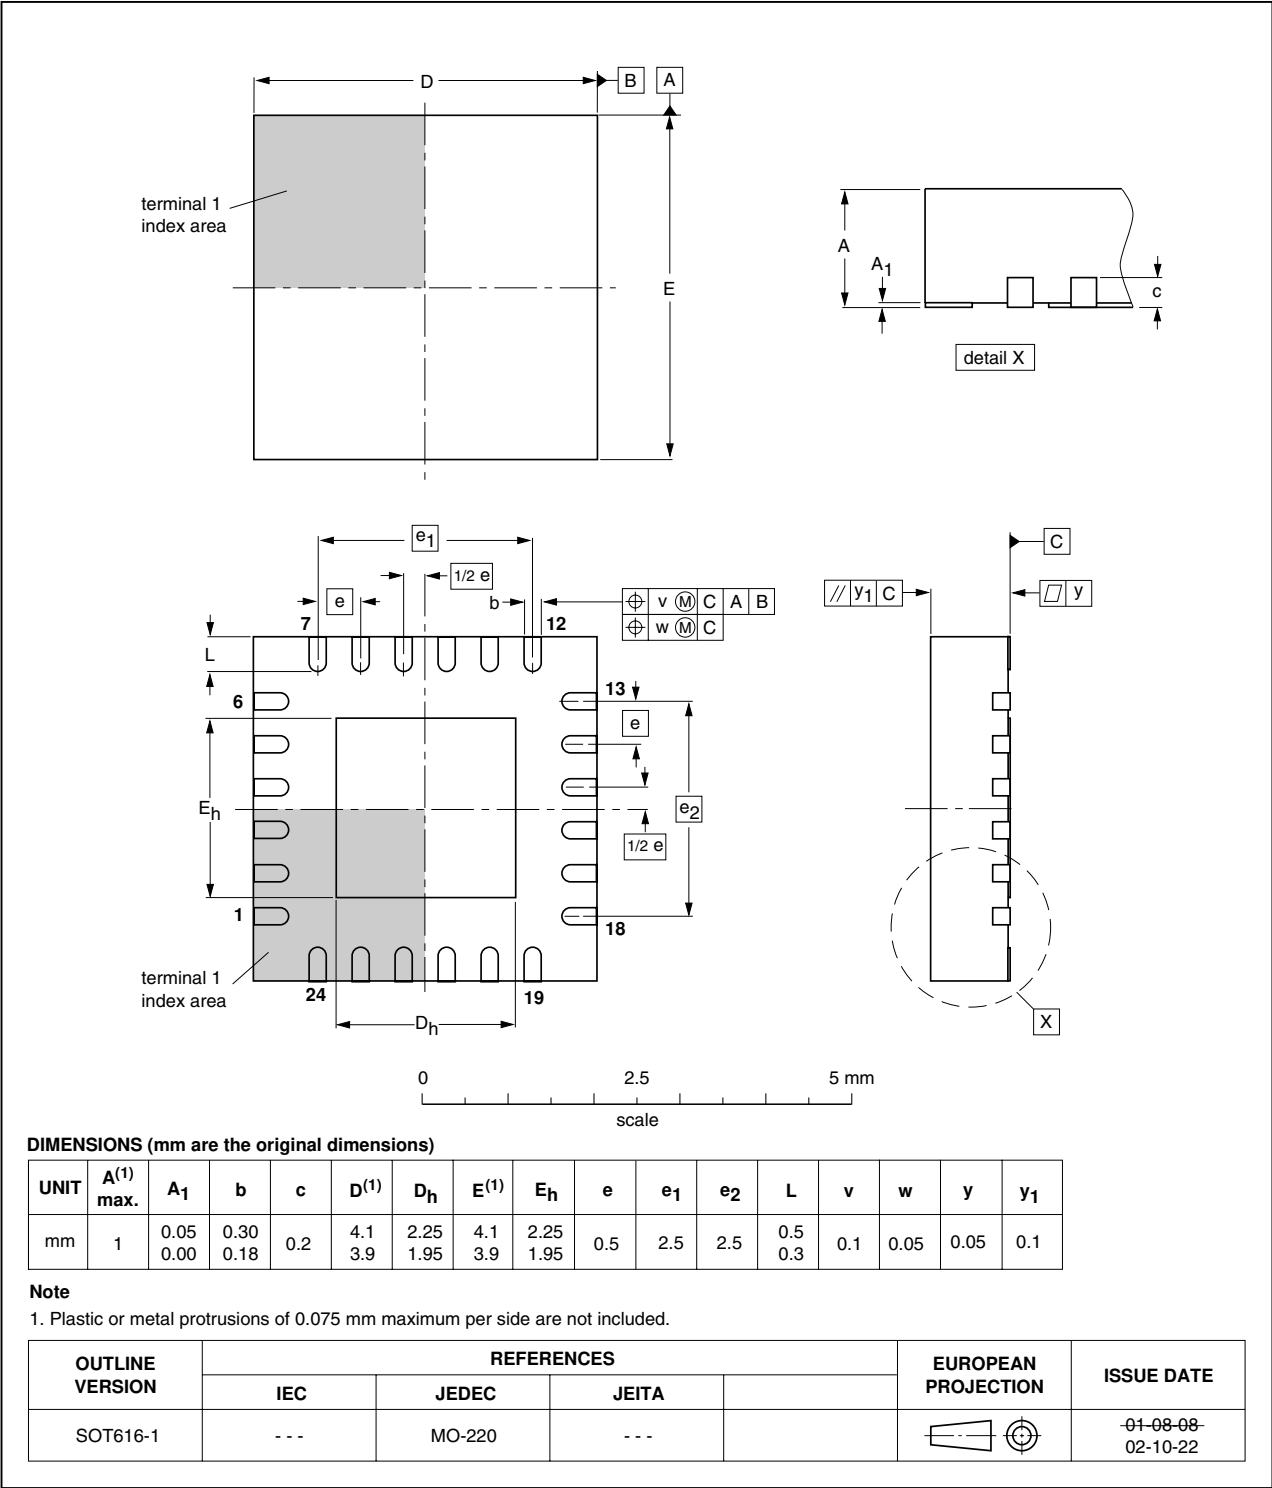 D
B
A
terminal 1
index area
E
A
A1
c
detail X
e1
e
1/2 e
b
v M C A B
w M C
7
12
L
6
13
e
Eh
e2
1/2 e
1
18
terminal 1
index area
24
19
Dh
C
// y1 C
y
X
0 2.5 5 mm
scale
DIMENSIONS (mm are the original dimensions)
UNIT A(1) max. A1 b c D(1) Dh E(1) Eh e e1 e2 L v w y y1
mm 1 0.05 0.00 0.30 0.18 0.2 4.1 3.9 2.25 1.95 4.1 3.9 2.25 1.95 0.5 2.5 2.5 0.5 0.3 0.1 0.05 0.05 0.1
Note
1. Plastic or metal protrusions of 0.075 mm maximum per side are not included.
OUTLINE VERSION
REFERENCES
EUROPEAN PROJECTION
ISSUE DATE
IEC JEDEC JEITA
SOT616-1 - - - MO-220 - - -
01-08-08
02-10-22